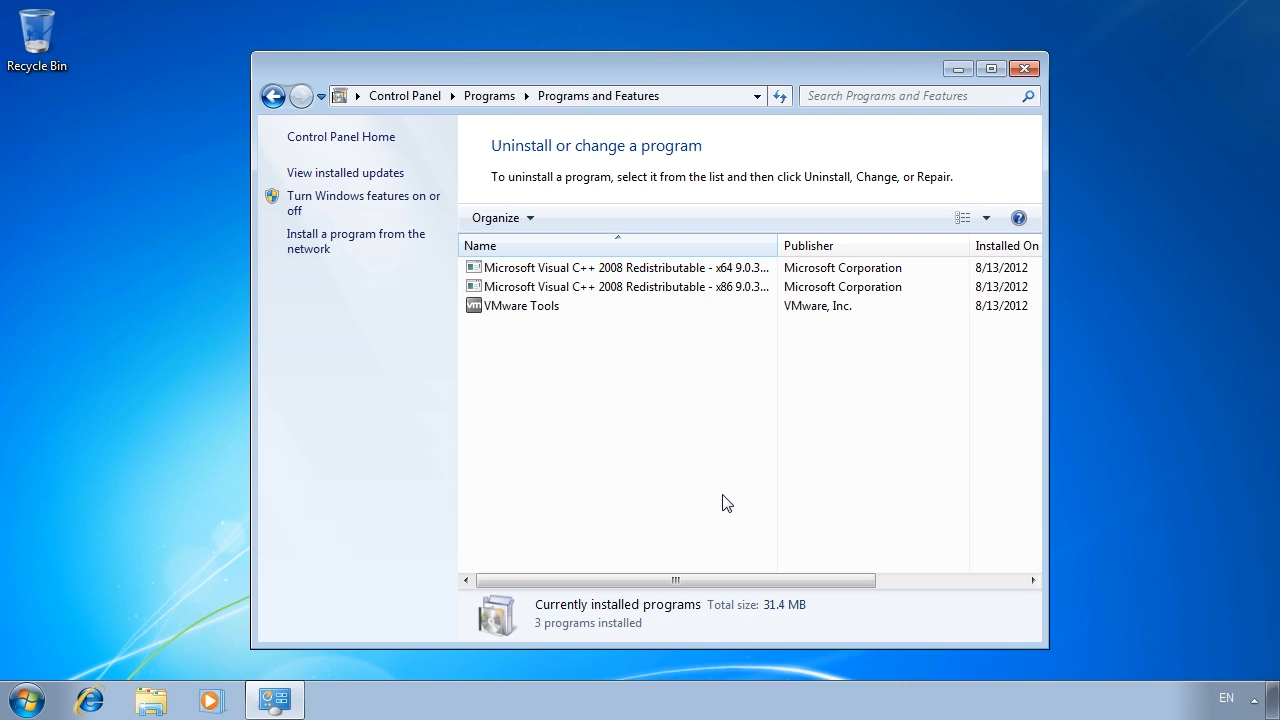 Recycle Bin
Control Panel Programs Programs and Features
Search Programs and Features
Control Panel Home
View installed updates
Turn Windows features on or
off
Install a program from the
network
Uninstall or change a program
To uninstall a program, select it from the list and then click Uninstall, Change, or Repair.
Organize
Name Publisher Installed On
Microsoft Visual C++ 2008 Redistributable - x64 9.0.3... Microsoft Corporation 8/13/2012
Microsoft Visual C++ 2008 Redistributable - x86 9.0.3... Microsoft Corporation 8/13/2012
vm VMware Tools VMware, Inc. 8/13/2012
Currently installed programs Total size: 31.4 MB
3 programs installed
EN